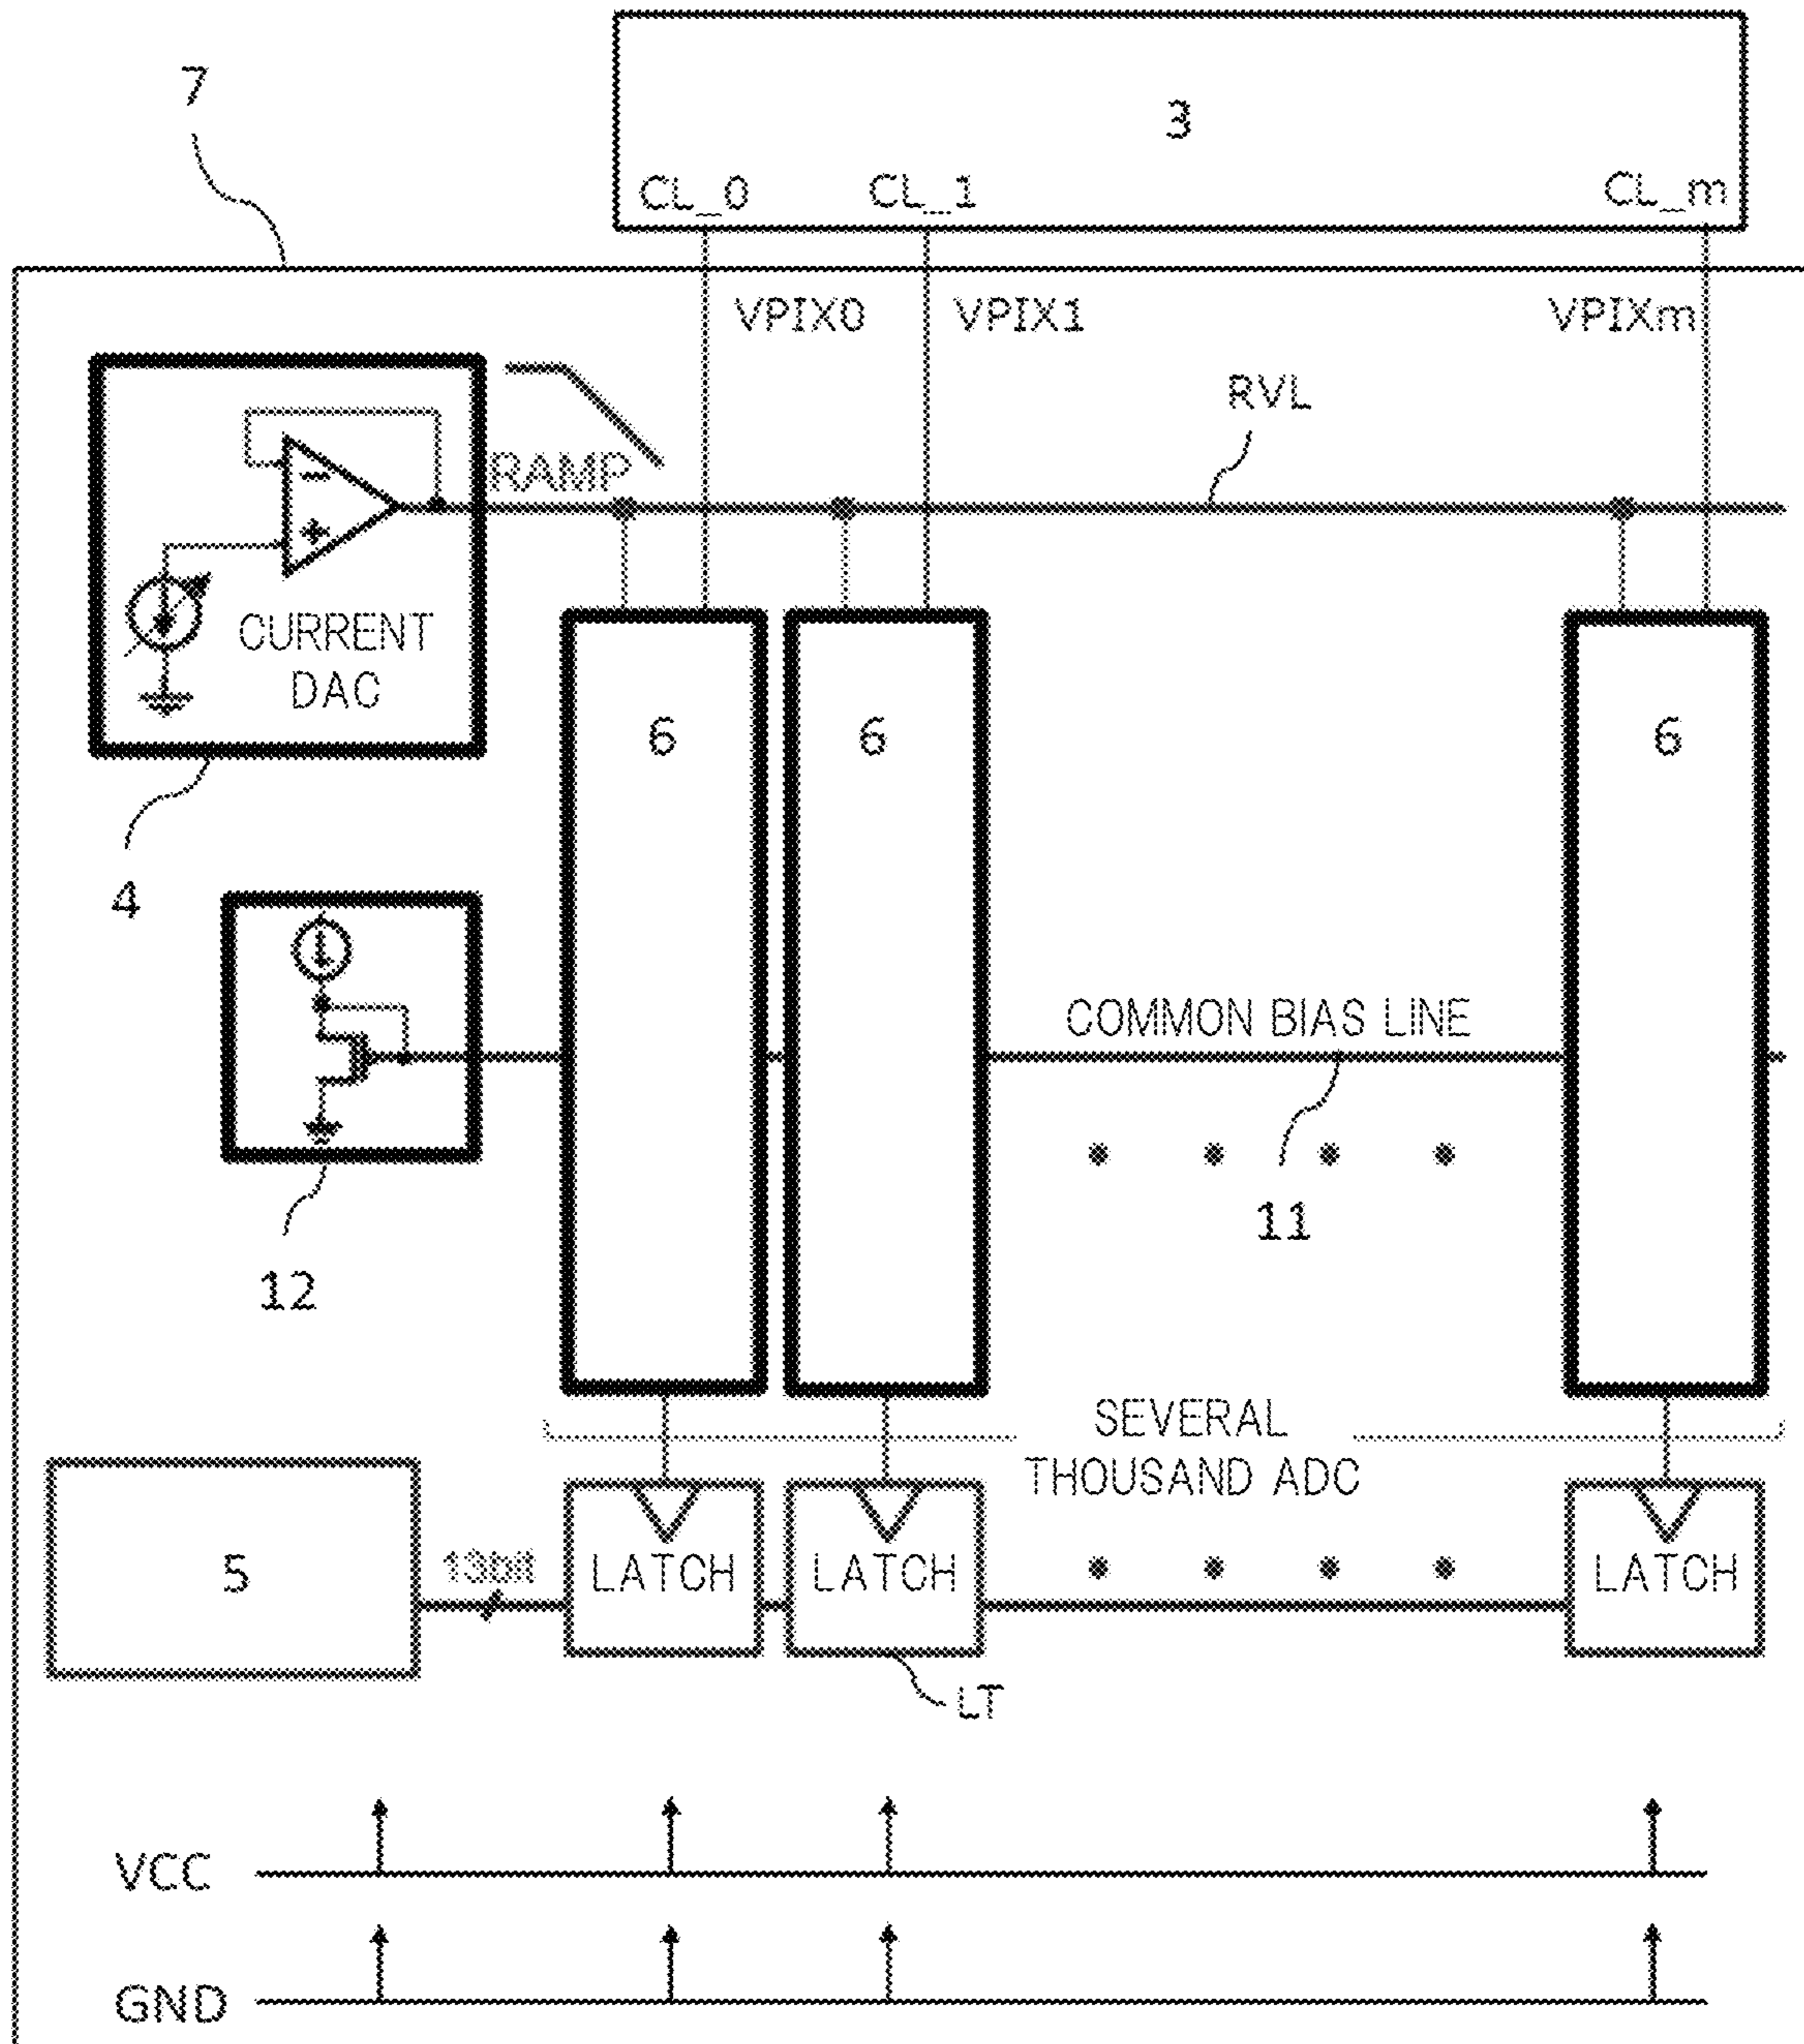 3
7
CL_0 CL_1 CL_m
VPIX0 VPIX1 VPIXm
RVL
RAMP
−
+
CURRENT
DAC
6 6 6
4
COMMON BIAS LINE
11
12
SEVERAL
THOUSAND ADC
5
13bit
LATCH LATCH LATCH
LT
VCC
GND